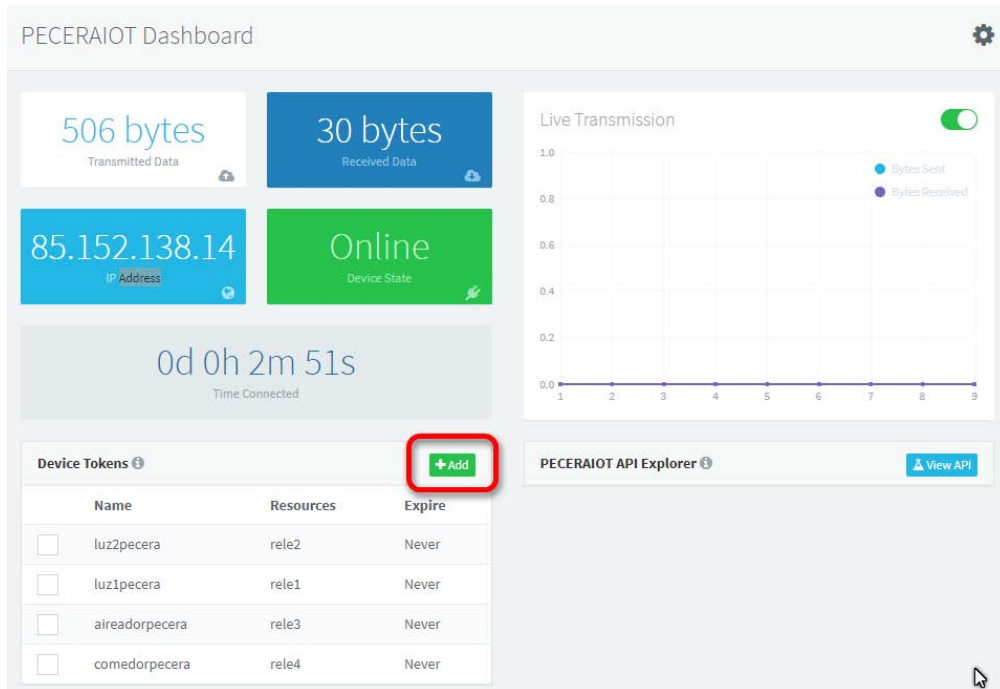 PECERAIOT Dashboard
506 bytes
Transmitted Data
30 bytes
Received Data
85.152.138.14
IP Address
Online
Device State
0d 0h 2m 51s
Time Connected
Live Transmission
Bytes Sent
Bytes Received
1.0
0.8
0.6
0.4
0.2
0.0
1 2 3 4 5 6 7 8 9
Device Tokens
Add
Name Resources Expire
luz2pecera rele2 Never
luz1pecera rele1 Never
aireadorpecera rele3 Never
comedorpecera rele4 Never
PECERAIOT API Explorer
View API